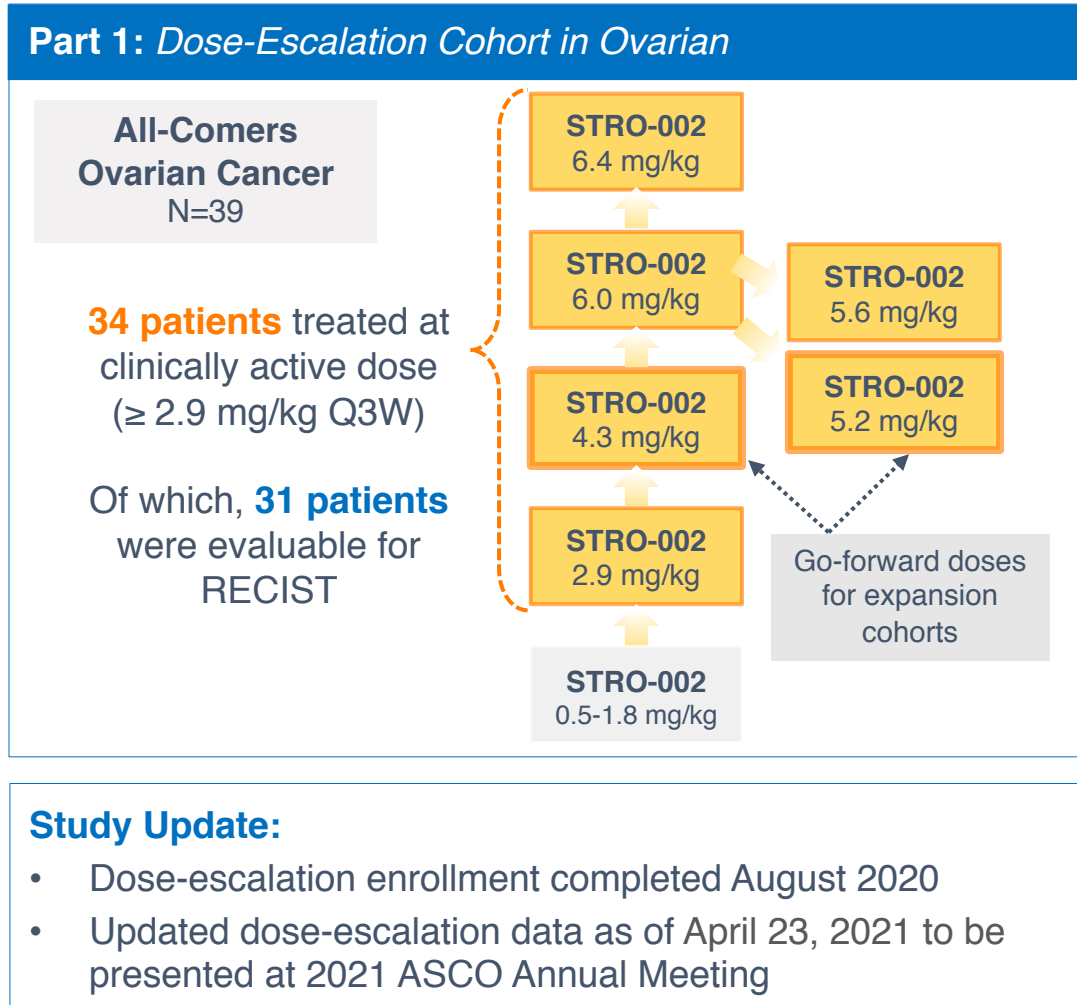 Part 1: Dose-Escalation Cohort in Ovarian
All-Comers
Ovarian Cancer
N=39
34 patients treated at
clinically active dose
(≥ 2.9 mg/kg Q3W)
Of which, 31 patients
were evaluable for
RECIST
STRO-002
6.4 mg/kg
STRO-002
6.0 mg/kg
STRO-002
5.6 mg/kg
STRO-002
5.2 mg/kg
STRO-002
4.3 mg/kg
STRO-002
2.9 mg/kg
STRO-002
0.5-1.8 mg/kg
Go-forward doses
for expansion
cohorts
Study Update:
• Dose-escalation enrollment completed August 2020
• Updated dose-escalation data as of April 23, 2021 to be
presented at 2021 ASCO Annual Meeting